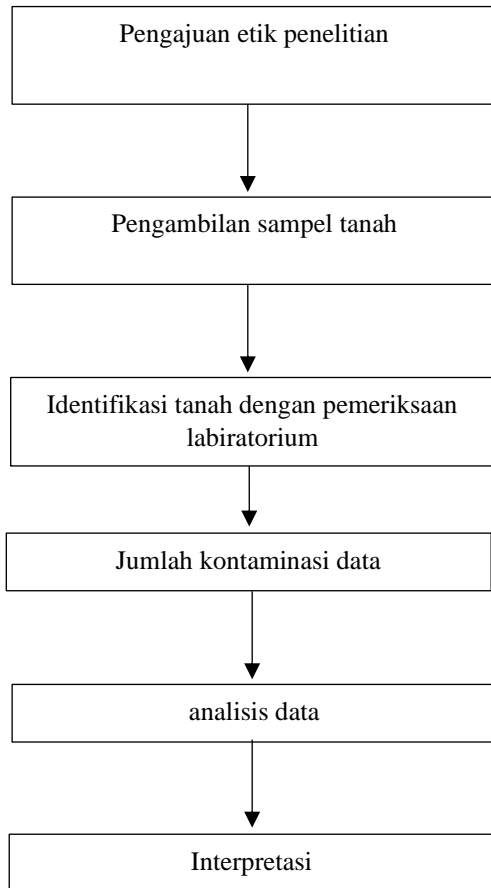 Pengajuan etik penelitian
Pengambilan sampel tanah
Identifikasi tanah dengan pemeriksaan
labiratorium
Jumlah kontaminasi data
analisis data
Interpretasi